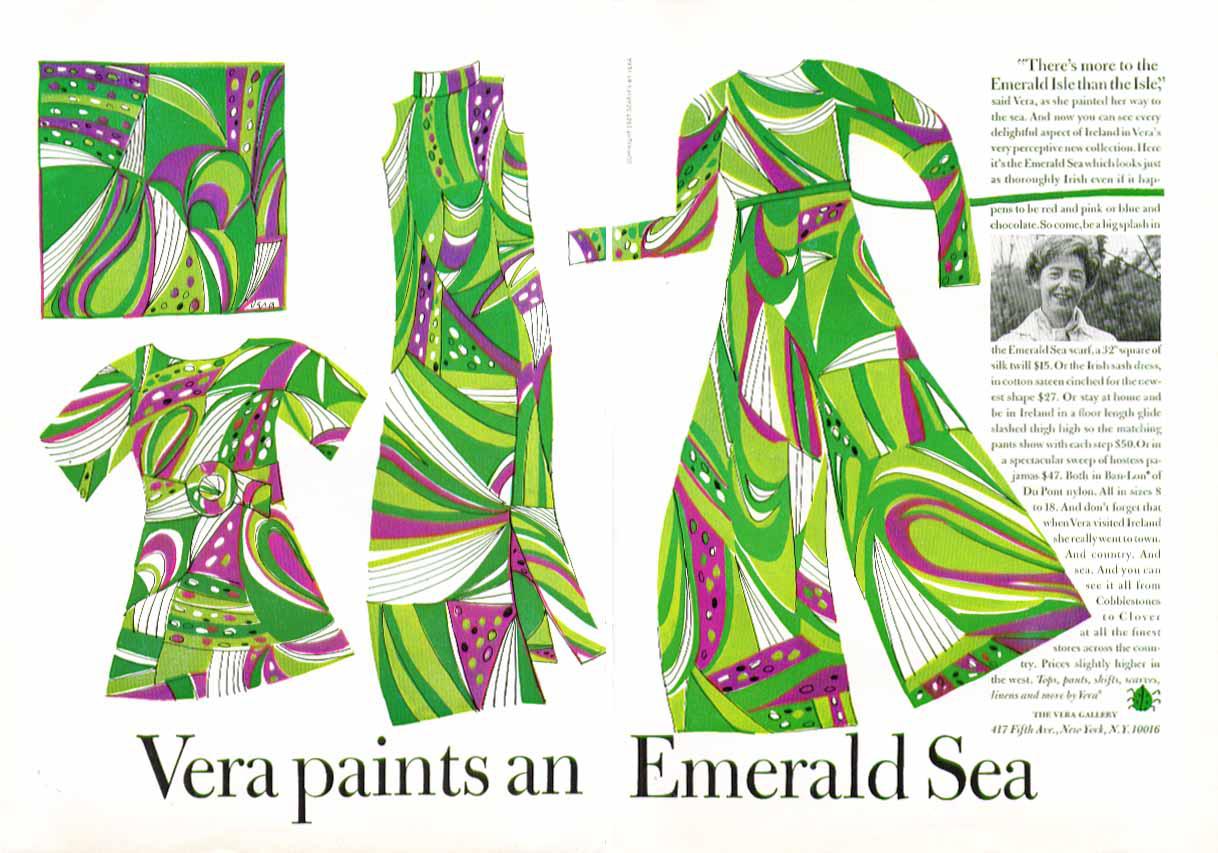 "There's more to the
Emerald Isle than the Isle,"
said Vera, as she painted her way to
the sea. And now you can see every
delightful aspect of Ireland in Vera's
very perceptive new collection. Here
it's the Emerald Sea which looks just
as thoroughly Irish even if it hap-
pens to be red and pink or blue and
chocolate. So come, be a big splash in
the Emerald Sea scarf, a 32" square of
silk twill $15. Or the Irish sash dress,
in cotton sateen cinched for the new-
est shape $27. Or stay at home and
be in Ireland in a floor length glide
slashed thigh high so the matching
pants show with each step $50. Or in
a spectacular sweep of hostess pa-
jamas $47. Both in Ban-Lon® of
Du Pont nylon. All in sizes 8
to 18. And don't forget that
when Vera visited Ireland
she really went to town.
And country. And
sea. And you can
see it all from
Cobblestones
to Clover
at all the finest
stores across the coun-
try. Prices slightly higher in
the west. Tops, pants, shifts, scarves,
linens and more by Vera®
THE VERA GALLERY
417 Fifth Ave., New York, N.Y. 10016
Vera
Vera paints an Emerald Sea